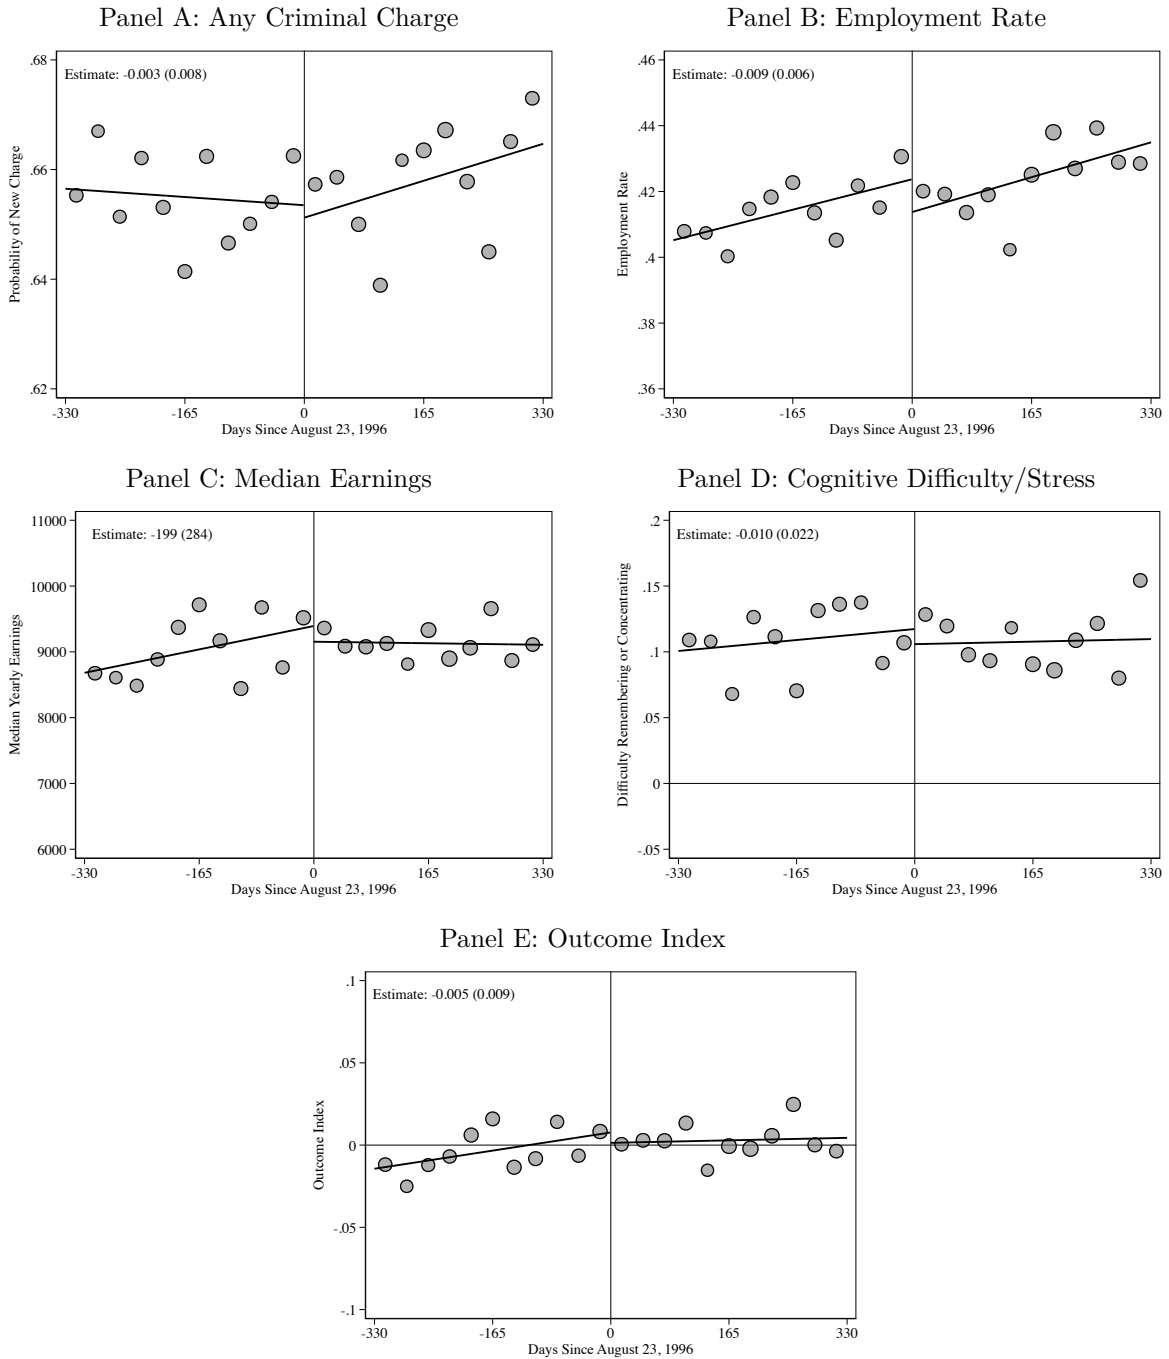 Panel A: Any Criminal Charge
Estimate: -0.003 (0.008)
Probability of New Charge
.68
.66
.64
.62
-330 -165 0 165 330
Days Since August 23, 1996
Panel B: Employment Rate
Estimate: -0.009 (0.006)
Employment Rate
.46
.44
.42
.4
.38
.36
-330 -165 0 165 330
Days Since August 23, 1996
Panel C: Median Earnings
Estimate: -199 (284)
Median Yearly Earnings
11000
10000
9000
8000
7000
6000
-330 -165 0 165 330
Days Since August 23, 1996
Panel D: Cognitive Difficulty/Stress
Estimate: -0.010 (0.022)
Difficulty Remembering or Concentrating
.2
.15
.1
.05
0
-.05
-330 -165 0 165 330
Days Since August 23, 1996
Panel E: Outcome Index
Estimate: -0.005 (0.009)
Outcome Index
.1
.05
0
-.05
-.1
-330 -165 0 165 330
Days Since August 23, 1996